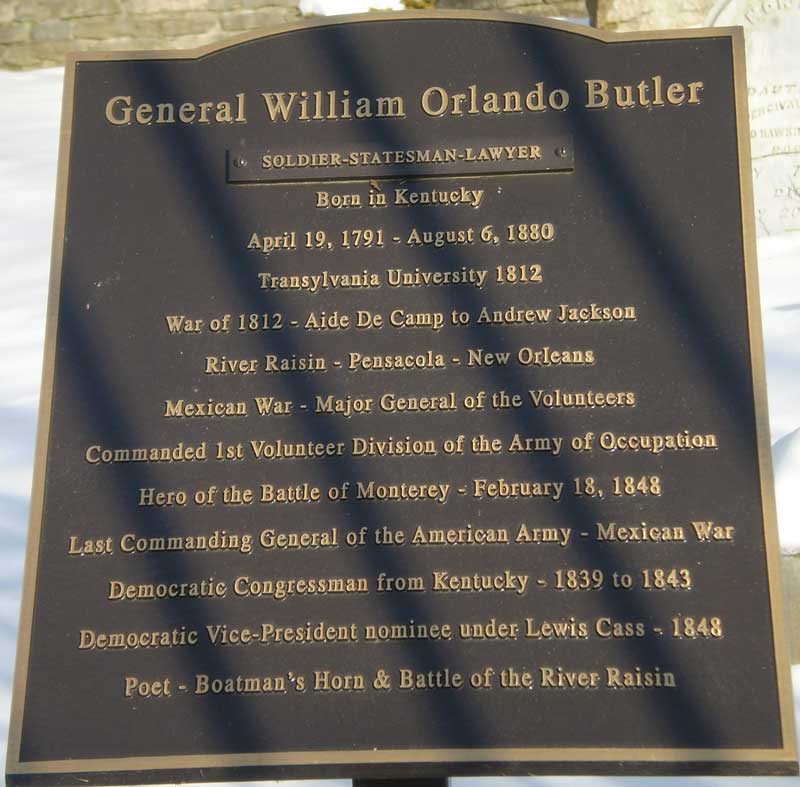 General William Orlando Butler
SOLDIER-STATESMAN-LAWYER
Born in Kentucky
April 19, 1791 - August 6, 1880
Transylvania University 1812
War of 1812 - Aide De Camp to Andrew Jackson
River Raisin - Pensacola - New Orleans
Mexican War - Major General of the Volunteers
Commanded 1st Volunteer Division of the Army of Occupation
Hero of the Battle of Monterey - February 18, 1848
Last Commanding General of the American Army - Mexican War
Democratic Congressman from Kentucky - 1839 to 1843
Democratic Vice-President nominee under Lewis Cass - 1848
Poet - Boatman's Horn & Battle of the River Raisin